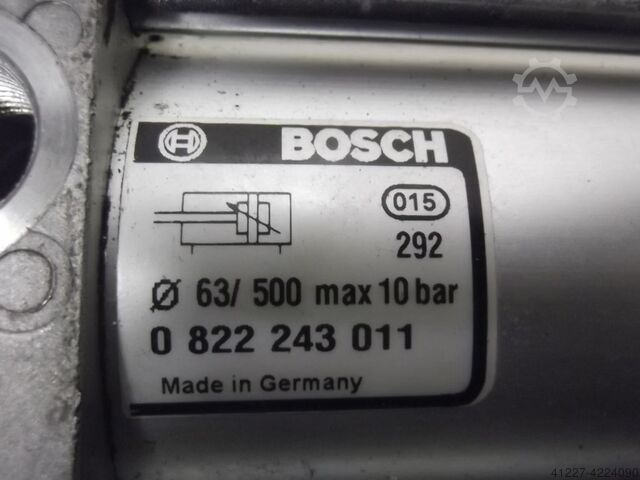 BOSCH
015
292
Ø 63/ 500 max 10 bar
0 822 243 011
Made in Germany
41227-4224090